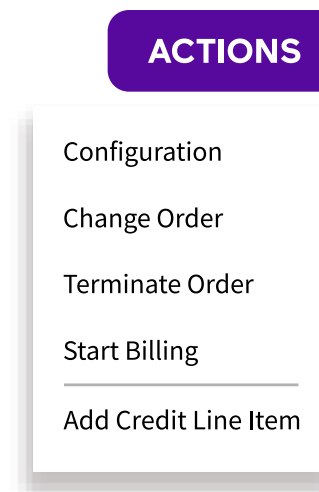 ACTIONS
Configuration
Change Order
Terminate Order
Start Billing
Add Credit Line Item